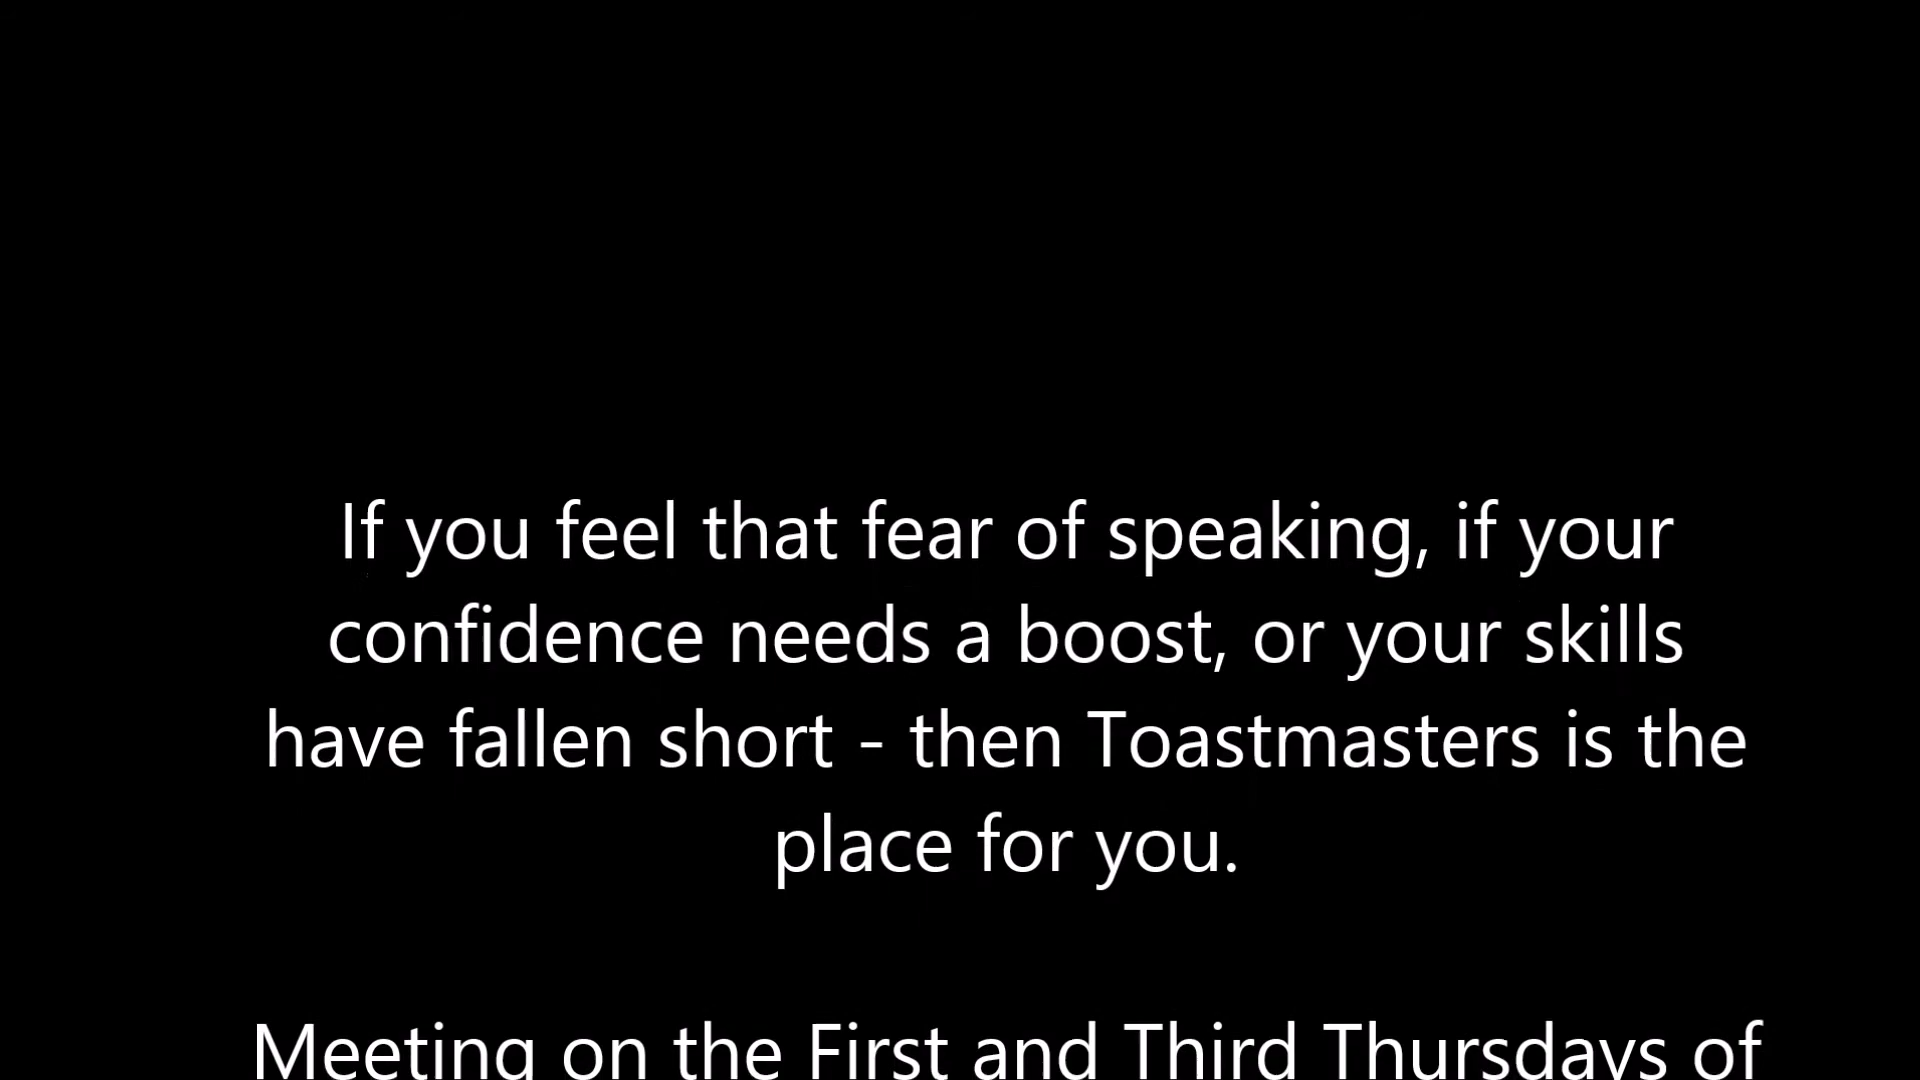 If you feel that fear of speaking, if your
confidence needs a boost, or your skills
have fallen short - then Toastmasters is the
place for you.
Meeting on the First and Third Thursdays of